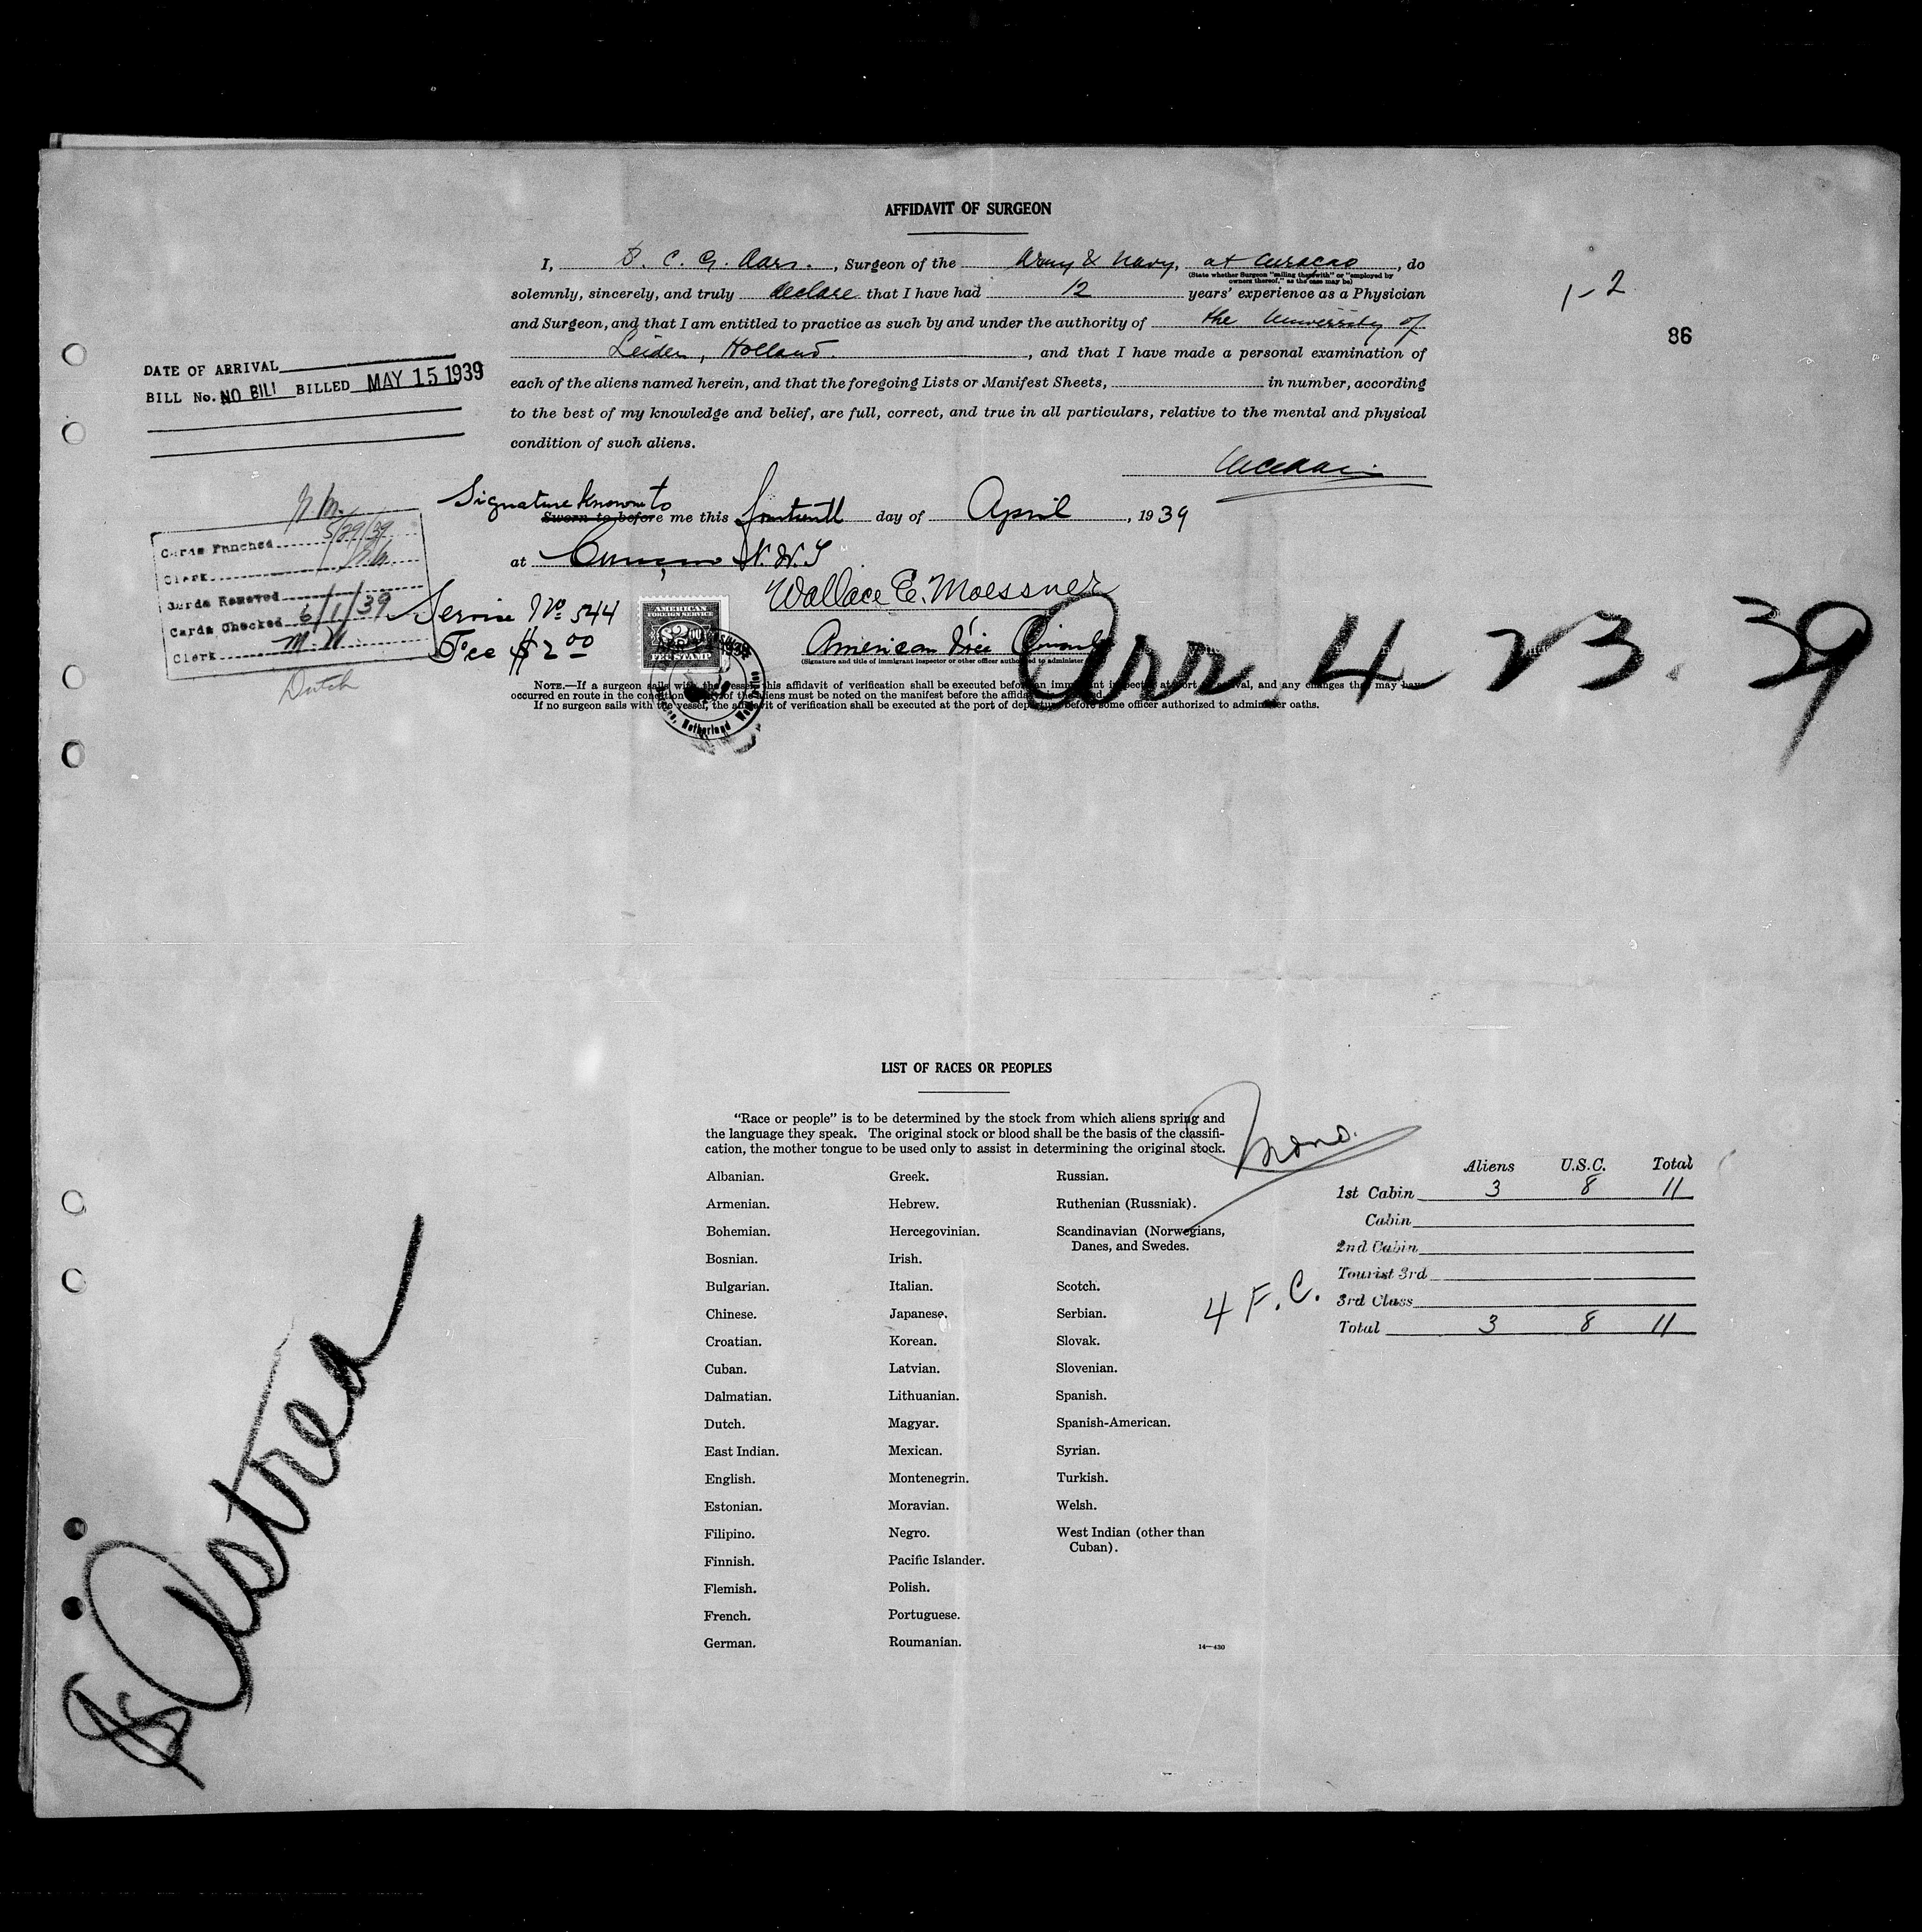 AFFIDAVIT OF SURGEON
I, C. G. Aars., Surgeon of the Army & Navy, at Curaçao, do
(State whether Surgeon "sailing therewith" or "employed by
owners thereof," as the case may be)
solemnly, sincerely, and truly declare that I have had 12 years' experience as a Physician
and Surgeon, and that I am entitled to practice as such by and under the authority of the University of
Leiden, Holland., and that I have made a personal examination of
each of the aliens named herein, and that the foregoing Lists or Manifest Sheets, in number, according
to the best of my knowledge and belief, are full, correct, and true in all particulars, relative to the mental and physical
condition of such aliens.
1-2
86
DATE OF ARRIVAL
BILL No. NO BILL BILLED MAY 15 1939
Signature known to
Sworn to before me this fourteenth day of April, 1939
at Curaçao, N.W.I.
Wallace E. Moessner
American Vice Consul
(Signature and title of immigrant inspector or other officer authorized to administer
Service No. 544
Fee $2.00
AMERICAN
FOREIGN SERVICE
$2.00
FEE STAMP
Cards Punched 5/29/39
Clerk
Cards Removed
Cards Checked 6/1/39
Clerk M. N.
Dutch
Arr. 4-23.39
NOTE.—If a surgeon sails with the vessel, this affidavit of verification shall be executed before an immigrant inspector at port of arrival, and any changes that may have
occurred en route in the condition of any of the aliens must be noted on the manifest before the affidavit is
If no surgeon sails with the vessel, the affidavit of verification shall be executed at the port of departure before some officer authorized to administer oaths.
LIST OF RACES OR PEOPLES
"Race or people" is to be determined by the stock from which aliens spring and
the language they speak. The original stock or blood shall be the basis of the classifi-
cation, the mother tongue to be used only to assist in determining the original stock.
Albanian.
Armenian.
Bohemian.
Bosnian.
Bulgarian.
Chinese.
Croatian.
Cuban.
Dalmatian.
Dutch.
East Indian.
English.
Estonian.
Filipino.
Finnish.
Flemish.
French.
German.
Greek.
Hebrew.
Hercegovinian.
Irish.
Italian.
Japanese.
Korean.
Latvian.
Lithuanian.
Magyar.
Mexican.
Montenegrin.
Moravian.
Negro.
Pacific Islander.
Polish.
Portuguese.
Roumanian.
Russian.
Ruthenian (Russniak).
Scandinavian (Norwegians,
Danes, and Swedes.
Scotch.
Serbian.
Slovak.
Slovenian.
Spanish.
Spanish-American.
Syrian.
Turkish.
Welsh.
West Indian (other than
Cuban).
14—430
4 F.C.
Aliens U.S.C. Total
1st Cabin 3 8 11
Cabin
2nd Cabin
Tourist 3rd
3rd Class
Total 3 8 11
SS Astrea